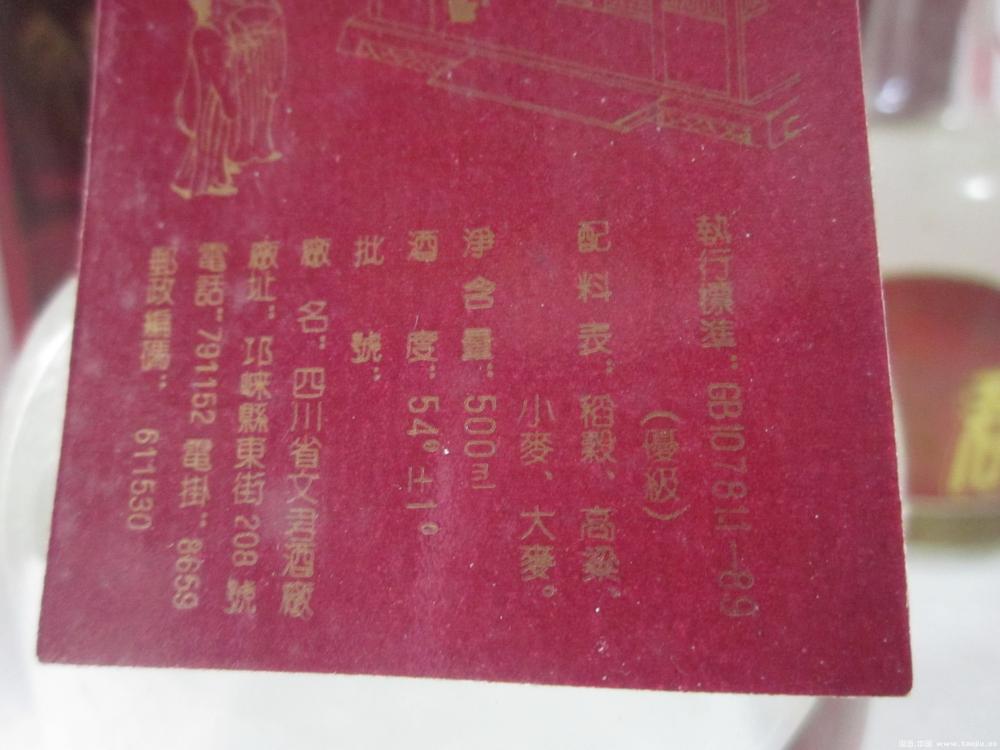 執行標準:GB10781.1-89
(優級)
配料表:稻穀、高粱、
小麥、大麥。
淨含量:500ml
酒度:54°±1°
批號:
廠名:四川省文君酒廠
廠址:邛崍縣東街208號
電話:791152 電掛:8659
郵政編碼:611530